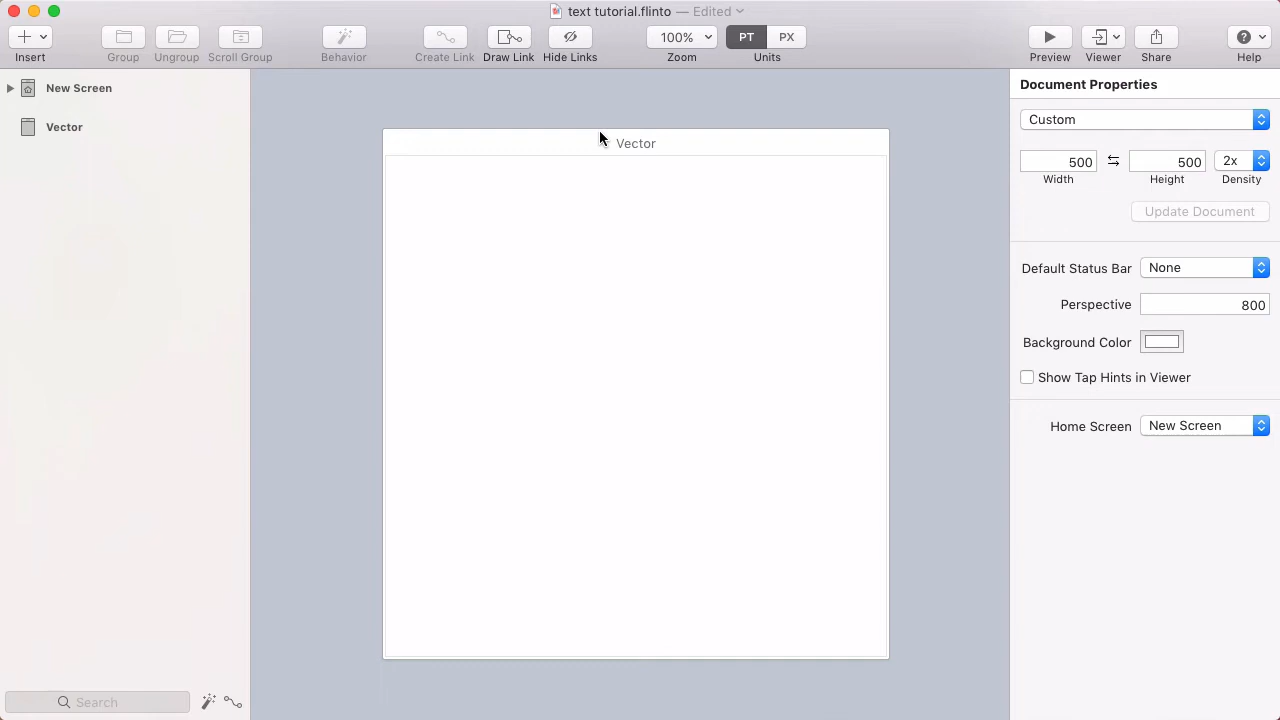 text tutorial.flinto — Edited
Insert
Group
Ungroup
Scroll Group
Behavior
Create Link
Draw Link
Hide Links
100%
Zoom
PT
PX
Units
Preview
Viewer
Share
?
Help
New Screen
Vector
Search
Vector
Document Properties
Custom
500
500
2x
Width
Height
Density
Update Document
Default Status Bar
None
Perspective
800
Background Color
Show Tap Hints in Viewer
Home Screen
New Screen